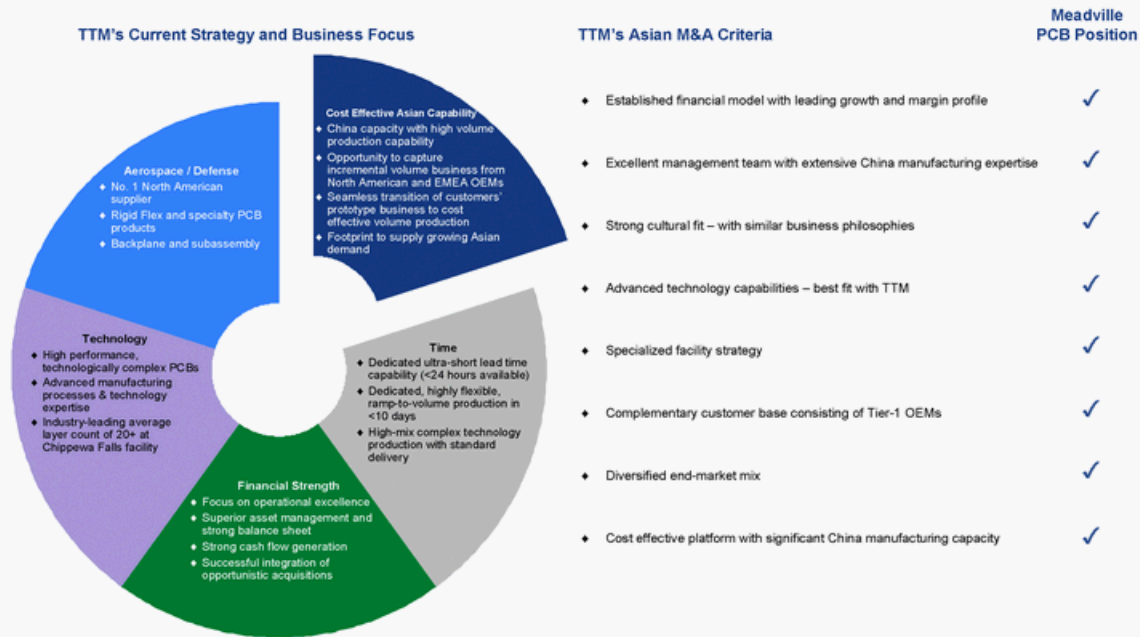 TTM's Current Strategy and Business Focus
Cost Effective Asian Capability
♦ China capacity with high volume
production capability
♦ Opportunity to capture
incremental volume business from
North American and EMEA OEMs
♦ Seamless transition of customers'
prototype business to cost
effective volume production
♦ Footprint to supply growing Asian
demand
Aerospace / Defense
♦ No. 1 North American
supplier
♦ Rigid Flex and specialty PCB
products
♦ Backplane and subassembly
Technology
♦ High performance,
technologically complex PCBs
♦ Advanced manufacturing
processes & technology
expertise
♦ Industry-leading average
layer count of 20+ at
Chippewa Falls facility
Time
♦ Dedicated ultra-short lead time
capability (<24 hours available)
♦ Dedicated, highly flexible,
ramp-to-volume production in
<10 days
♦ High-mix complex technology
production with standard
delivery
Financial Strength
♦ Focus on operational excellence
♦ Superior asset management and
strong balance sheet
♦ Strong cash flow generation
♦ Successful integration of
opportunistic acquisitions
TTM's Asian M&A Criteria
Meadville
PCB Position
♦ Established financial model with leading growth and margin profile ✓
♦ Excellent management team with extensive China manufacturing expertise ✓
♦ Strong cultural fit – with similar business philosophies ✓
♦ Advanced technology capabilities – best fit with TTM ✓
♦ Specialized facility strategy ✓
♦ Complementary customer base consisting of Tier-1 OEMs ✓
♦ Diversified end-market mix ✓
♦ Cost effective platform with significant China manufacturing capacity ✓